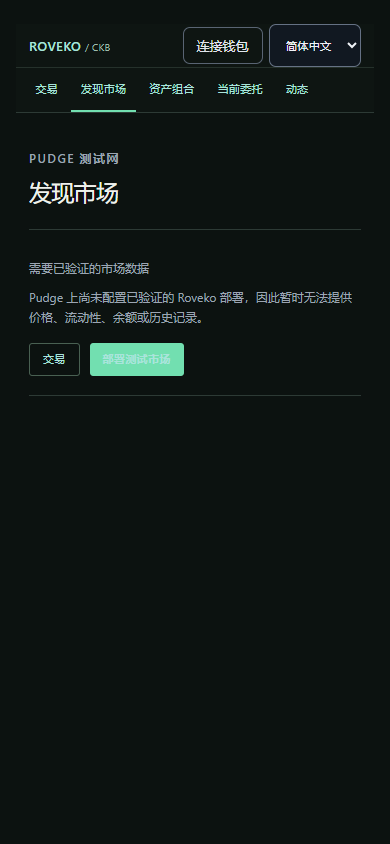 ROVEKO / CKB
连接钱包
简体中文
交易
发现市场
资产组合
当前委托
动态
PUDGE 测试网
发现市场
需要已验证的市场数据
Pudge 上尚未配置已验证的 Roveko 部署，因此暂时无法提供
价格、流动性、余额或历史记录。
交易
部署测试市场